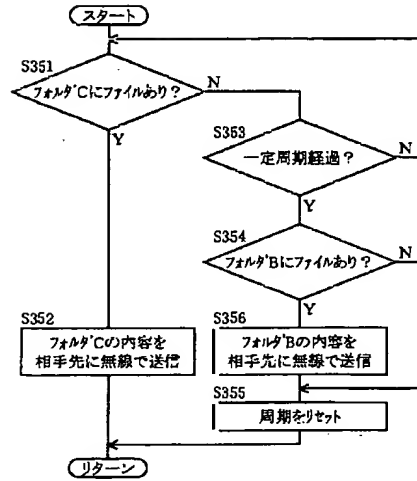 スタート
S351
フォルダCにファイルあり?
N
Y
S353
一定周期経過?
N
Y
S354
フォルダBにファイルあり?
N
Y
S352
フォルダCの内容を
相手先に無線で送信
S356
フォルダBの内容を
相手先に無線で送信
S355
周期をリセット
リターン